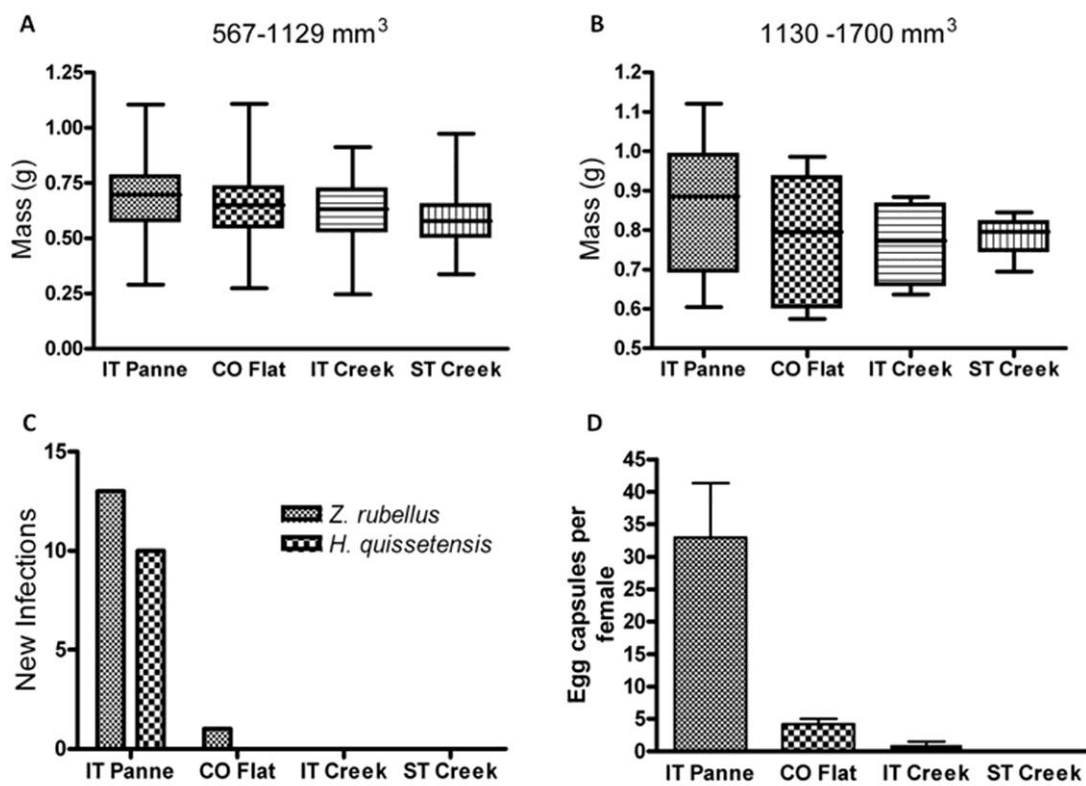 A
567-1129 mm³
Mass (g)
1.25
1.00
0.75
0.50
0.25
0.00
IT Panne CO Flat IT Creek ST Creek
B
1130 -1700 mm³
Mass (g)
1.2
1.1
1.0
0.9
0.8
0.7
0.6
0.5
IT Panne CO Flat IT Creek ST Creek
C
New Infections
15
10
5
0
Z. rubellus
H. quissetensis
IT Panne CO Flat IT Creek ST Creek
D
Egg capsules per
female
45
40
35
30
25
20
15
10
5
0
IT Panne CO Flat IT Creek ST Creek